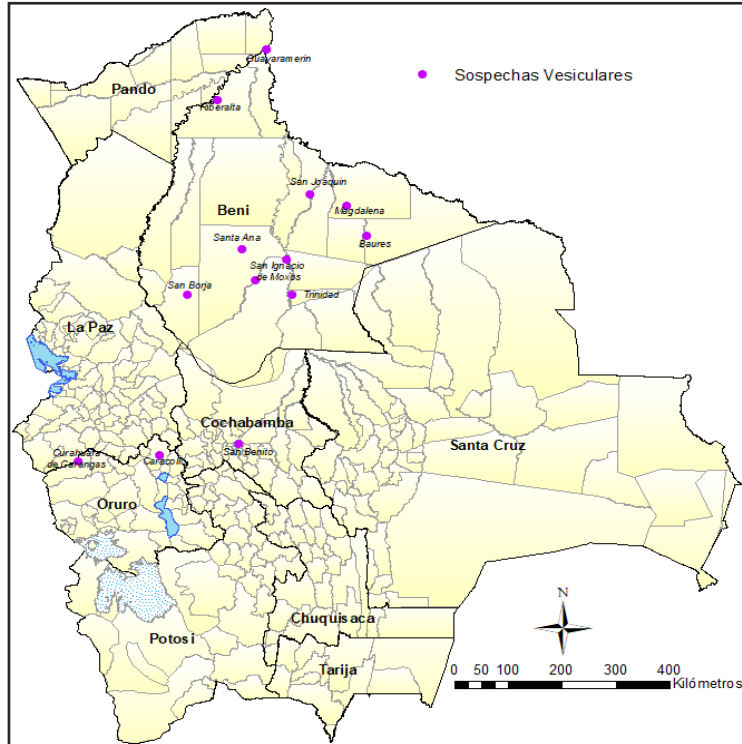 Guayaramerin
Sospechas Vesiculares
Pando
Riberalta
San Joaquin
Magdalena
Beni
Santa Ana
Baures
San Ignacio
de Moxos
San Borja
Trinidad
La Paz
Cochabamba
San Benito
Santa Cruz
Curahuara
de Carangas
Caracollo
Oruro
N
Chuquisaca
Potosi
Tarija
0 50 100 200 300 400
Kilómetros